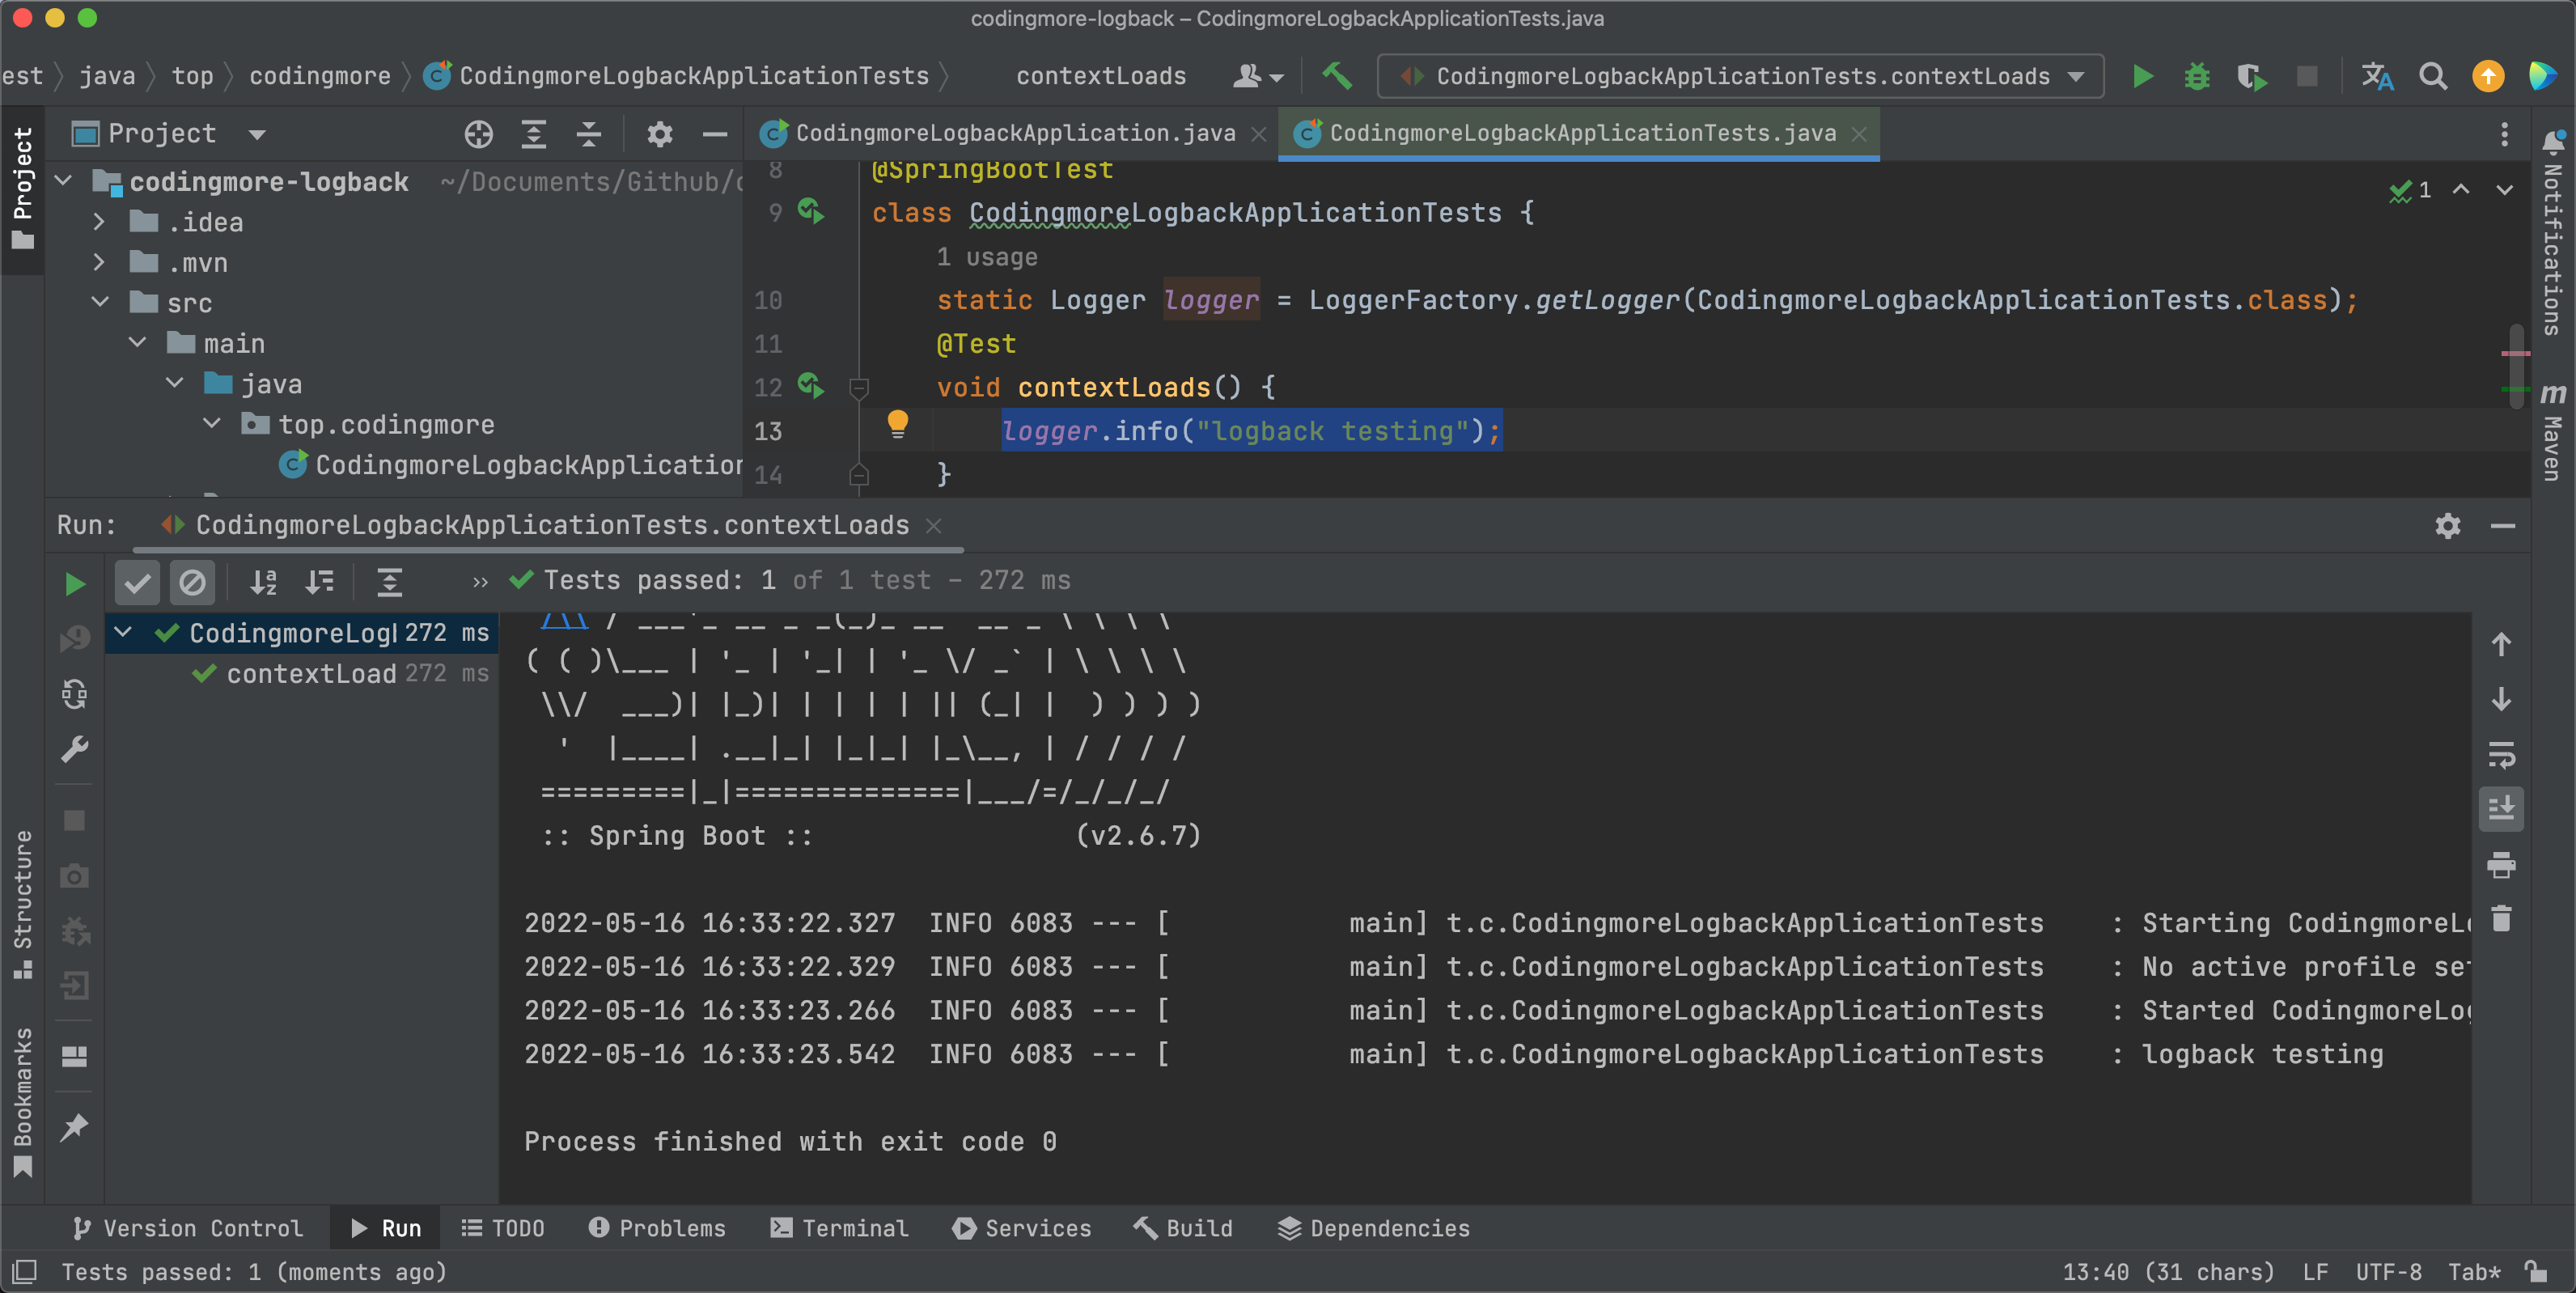 codingmore-logback – CodingmoreLogbackApplicationTests.java
est java top codingmore CodingmoreLogbackApplicationTests contextLoads CodingmoreLogbackApplicationTests.contextLoads
Project
Project
CodingmoreLogbackApplication.java
CodingmoreLogbackApplicationTests.java
codingmore-logback ~/Documents/Github/c
.idea
.mvn
src
main
java
top.codingmore
CodingmoreLogbackApplication
8 @SpringBootTest
9 class CodingmoreLogbackApplicationTests {
1 usage
10 static Logger logger = LoggerFactory.getLogger(CodingmoreLogbackApplicationTests.class);
11 @Test
12 void contextLoads() {
13 logger.info("logback testing");
14 }
1
Notifications
Maven
Run: CodingmoreLogbackApplicationTests.contextLoads
Tests passed: 1 of 1 test – 272 ms
CodingmoreLogl 272 ms
contextLoad 272 ms
/\\ / ___'_ __ _ _(_)_ __  __ _ \ \ \ \
( ( )\___ | '_ | '_| | '_ \/ _` | \ \ \ \
\\/  ___)| |_)| | | | | || (_| |  ) ) ) )
'  |____| .__|_| |_|_| |_\__, | / / / /
=========|_|==============|___/=/_/_/_/
:: Spring Boot :: (v2.6.7)
2022-05-16 16:33:22.327  INFO 6083 --- [           main] t.c.CodingmoreLogbackApplicationTests    : Starting CodingmoreLo
2022-05-16 16:33:22.329  INFO 6083 --- [           main] t.c.CodingmoreLogbackApplicationTests    : No active profile set
2022-05-16 16:33:23.266  INFO 6083 --- [           main] t.c.CodingmoreLogbackApplicationTests    : Started CodingmoreLog
2022-05-16 16:33:23.542  INFO 6083 --- [           main] t.c.CodingmoreLogbackApplicationTests    : logback testing
Process finished with exit code 0
Structure
Bookmarks
Version Control Run TODO Problems Terminal Services Build Dependencies
Tests passed: 1 (moments ago) 13:40 (31 chars) LF UTF-8 Tab*